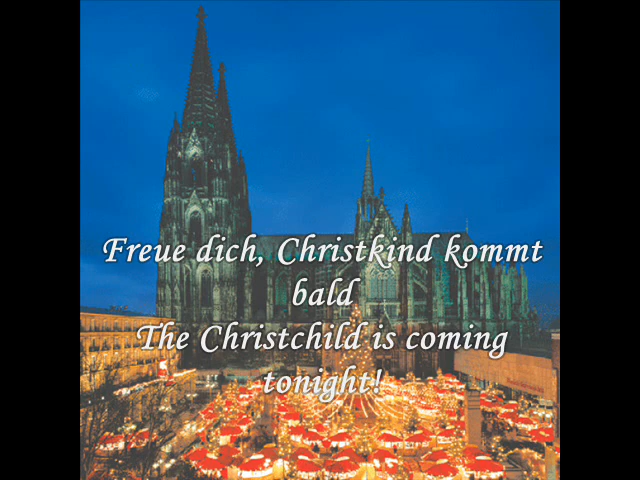 Freue dich, Christkind kommt
bald
The Christchild is coming
tonight!